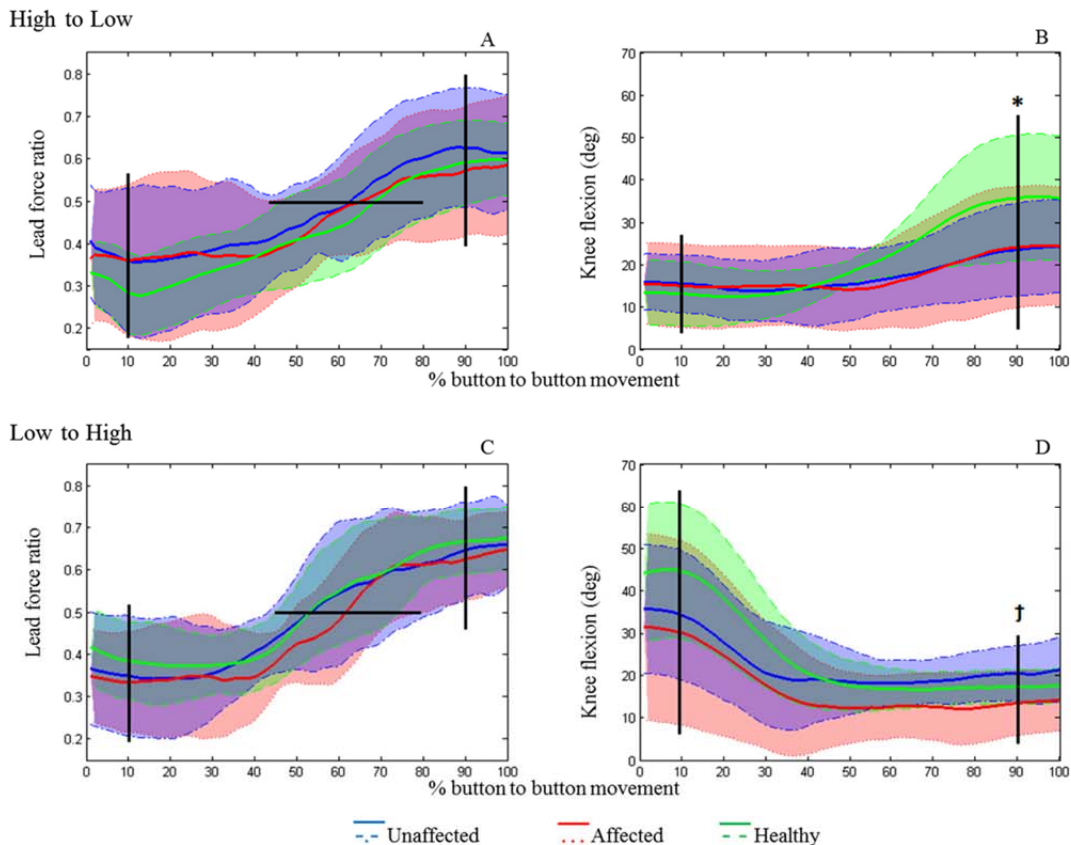 High to Low
A
B
Lead force ratio
0.8
0.7
0.6
0.5
0.4
0.3
0.2
0 10 20 30 40 50 60 70 80 90 100
Knee flexion (deg)
70
60
50
40
30
20
10
0
*
0 10 20 30 40 50 60 70 80 90 100
% button to button movement
Low to High
C
D
Lead force ratio
0.8
0.7
0.6
0.5
0.4
0.3
0.2
0 10 20 30 40 50 60 70 80 90 100
Knee flexion (deg)
70
60
50
40
30
20
10
0
†
0 10 20 30 40 50 60 70 80 90 100
% button to button movement
Unaffected Affected Healthy